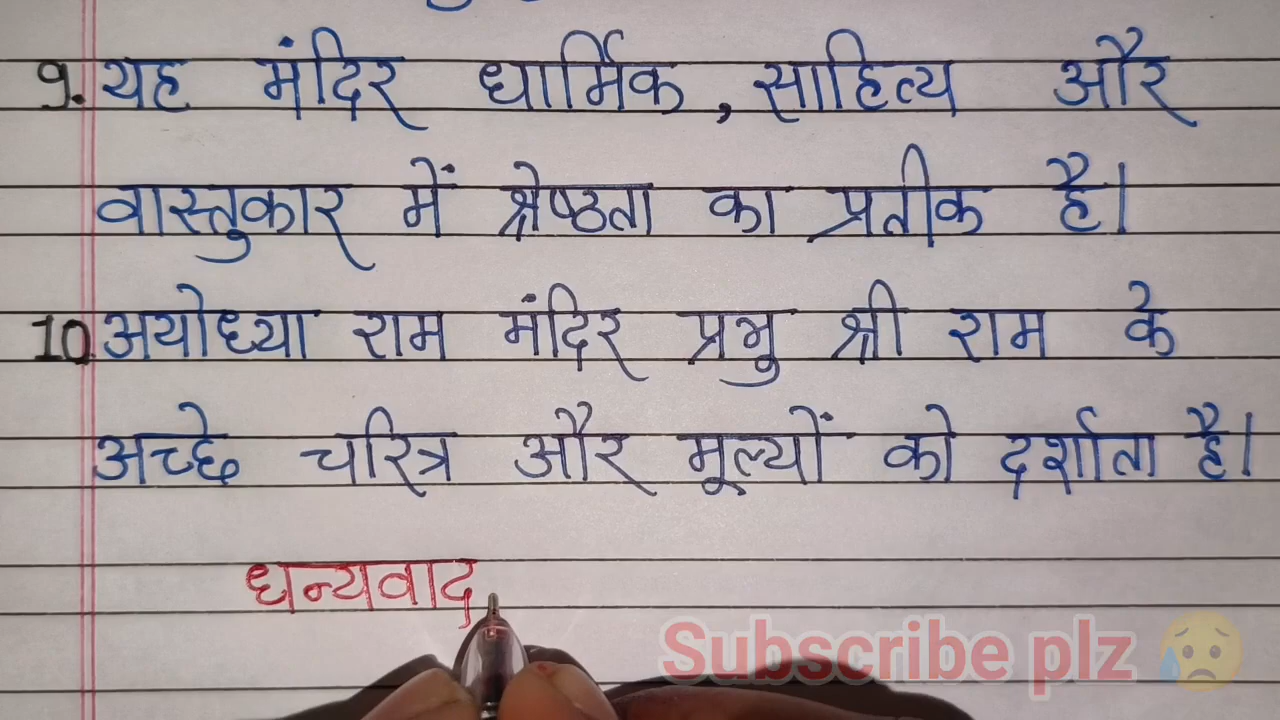 9. यह मंदिर धार्मिक, साहित्य और
वास्तुकार में श्रेष्ठता का प्रतीक है।
10. अयोध्या राम मंदिर प्रभु श्री राम के
अच्छे चरित्र और मूल्यों को दर्शाता है।
धन्यवाद
Subscribe plz 😥